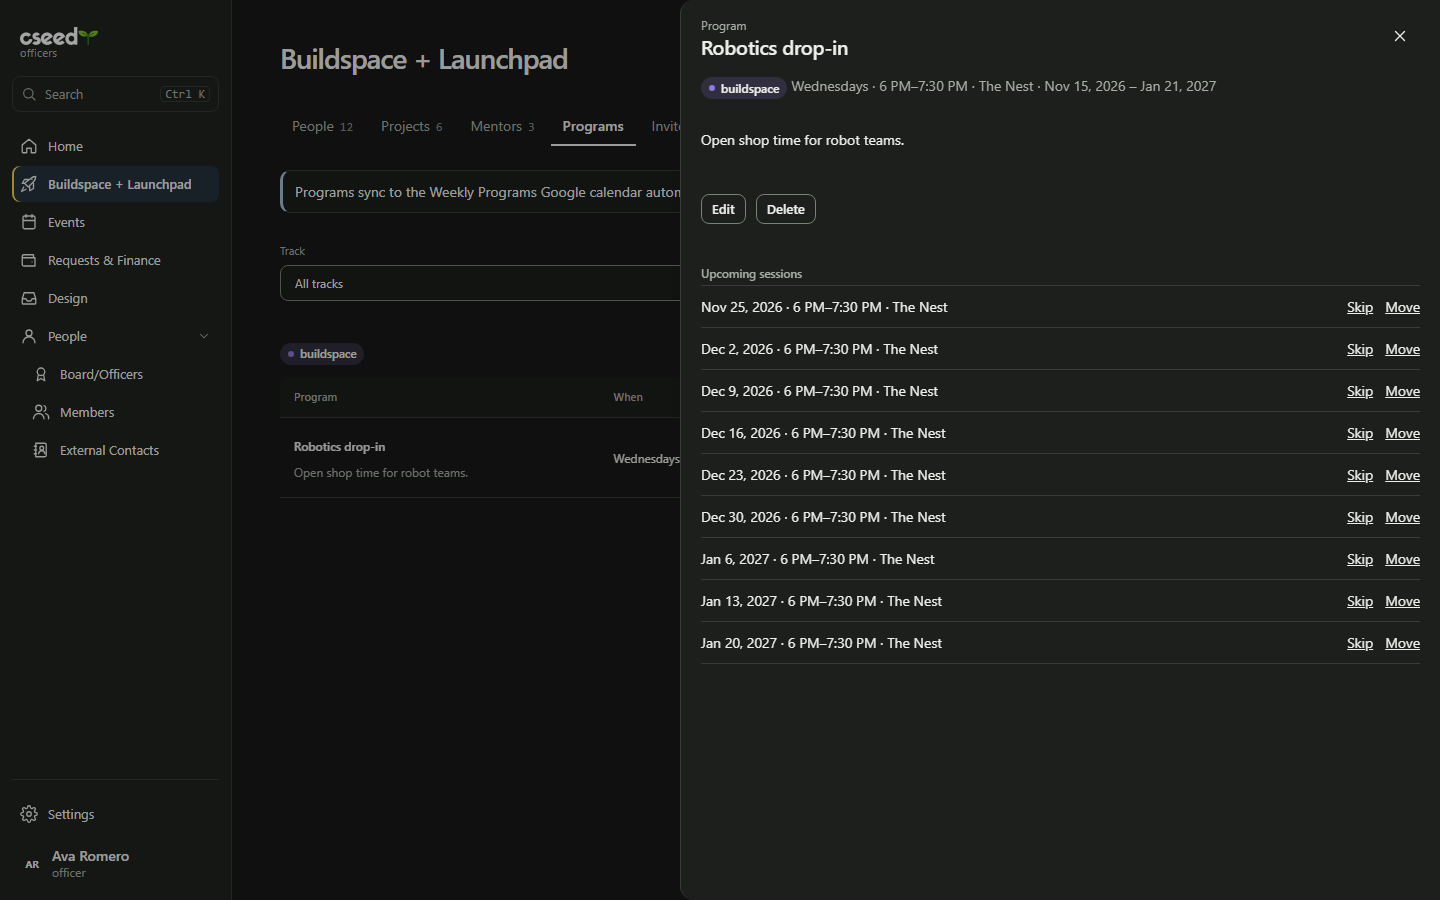 cseed
officers
Search Ctrl K
Home
Buildspace + Launchpad
Events
Requests & Finance
Design
People
Board/Officers
Members
External Contacts
Settings
AR
Ava Romero
officer
Buildspace + Launchpad
People 12 Projects 6 Mentors 3 Programs Invite
Programs sync to the Weekly Programs Google calendar autom
Track
All tracks
buildspace
Program When
Robotics drop-in
Open shop time for robot teams.
Wednesdays
Program
Robotics drop-in
buildspace Wednesdays · 6 PM–7:30 PM · The Nest · Nov 15, 2026 – Jan 21, 2027
Open shop time for robot teams.
Edit Delete
Upcoming sessions
Nov 25, 2026 · 6 PM–7:30 PM · The Nest Skip Move
Dec 2, 2026 · 6 PM–7:30 PM · The Nest Skip Move
Dec 9, 2026 · 6 PM–7:30 PM · The Nest Skip Move
Dec 16, 2026 · 6 PM–7:30 PM · The Nest Skip Move
Dec 23, 2026 · 6 PM–7:30 PM · The Nest Skip Move
Dec 30, 2026 · 6 PM–7:30 PM · The Nest Skip Move
Jan 6, 2027 · 6 PM–7:30 PM · The Nest Skip Move
Jan 13, 2027 · 6 PM–7:30 PM · The Nest Skip Move
Jan 20, 2027 · 6 PM–7:30 PM · The Nest Skip Move